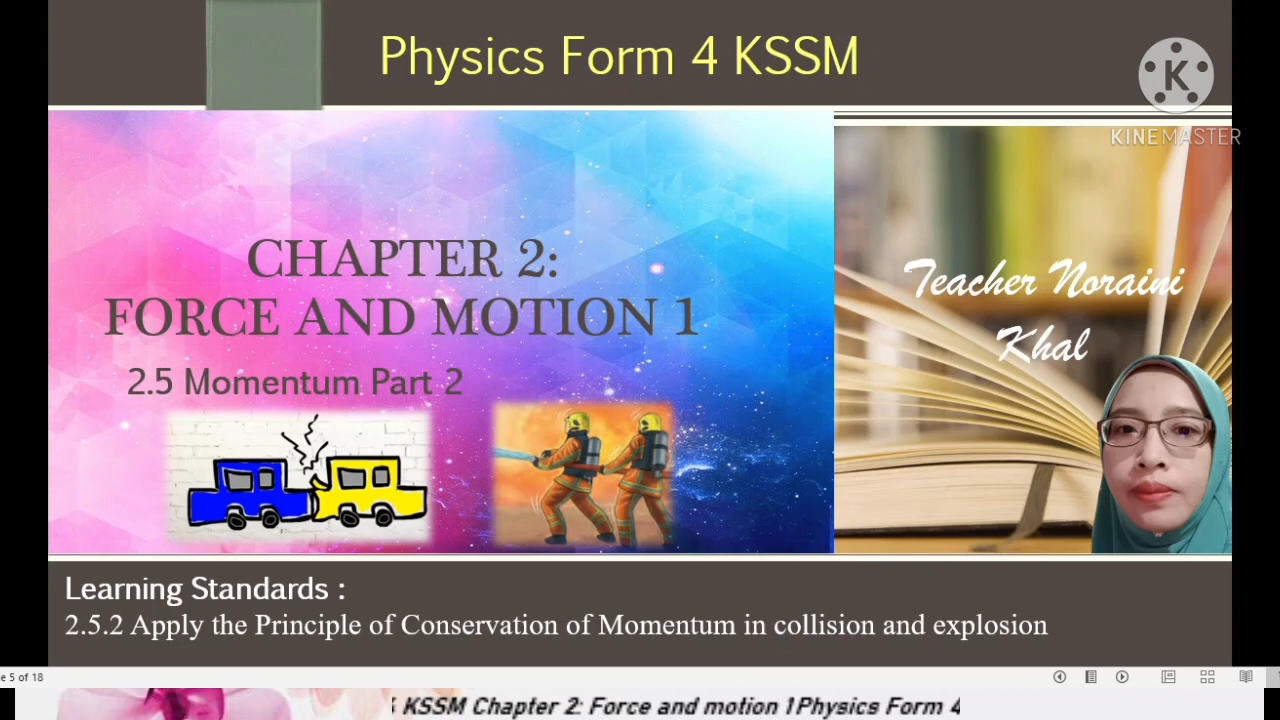 Physics Form 4 KSSM
K
KINEMASTER
CHAPTER 2:
FORCE AND MOTION 1
2.5 Momentum Part 2
Teacher Noraini
Khal
Learning Standards :
2.5.2 Apply the Principle of Conservation of Momentum in collision and explosion
e 5 of 18
KSSM Chapter 2: Force and motion 1Physics Form 4